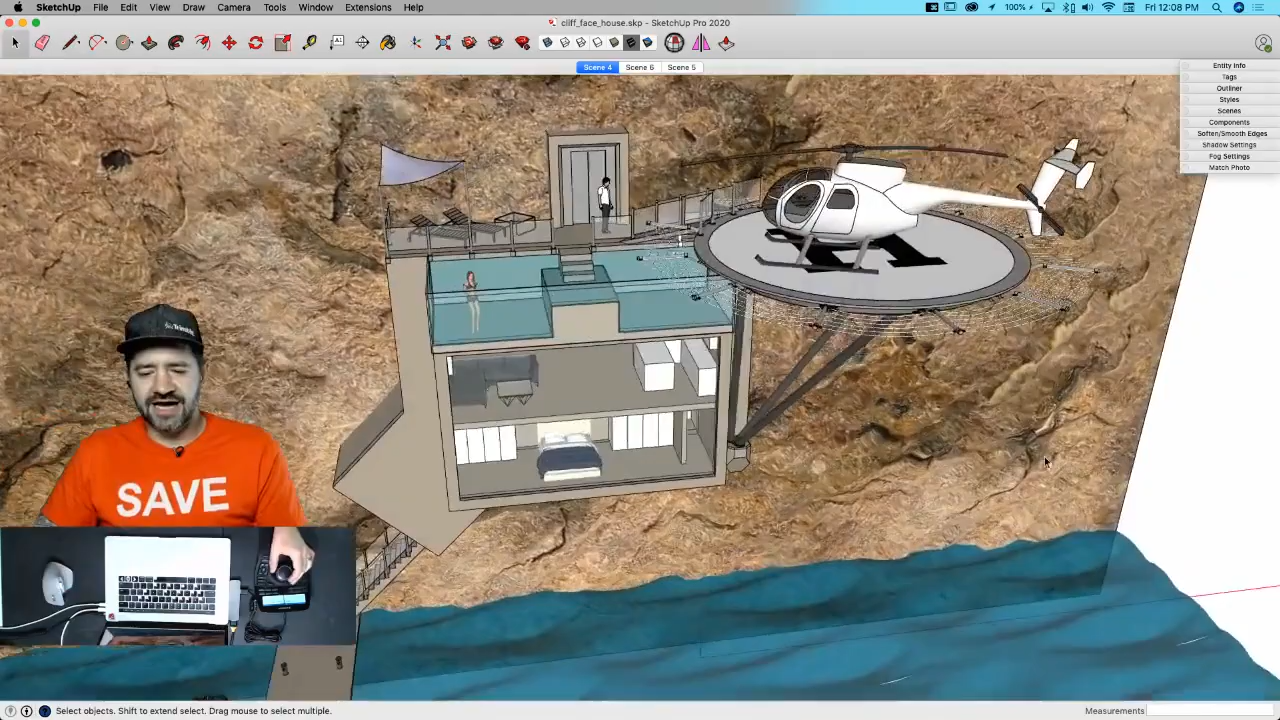 SketchUp File Edit View Draw Camera Tools Window Extensions Help
100% Fri 12:08 PM
cliff_face_house.skp - SketchUp Pro 2020
Scene 4 Scene 6 Scene 5
Entity Info
Tags
Outliner
Styles
Scenes
Components
Soften/Smooth Edges
Shadow Settings
Fog Settings
Match Photo
Trimble
SAVE
Select objects. Shift to extend select. Drag mouse to select multiple.
Measurements